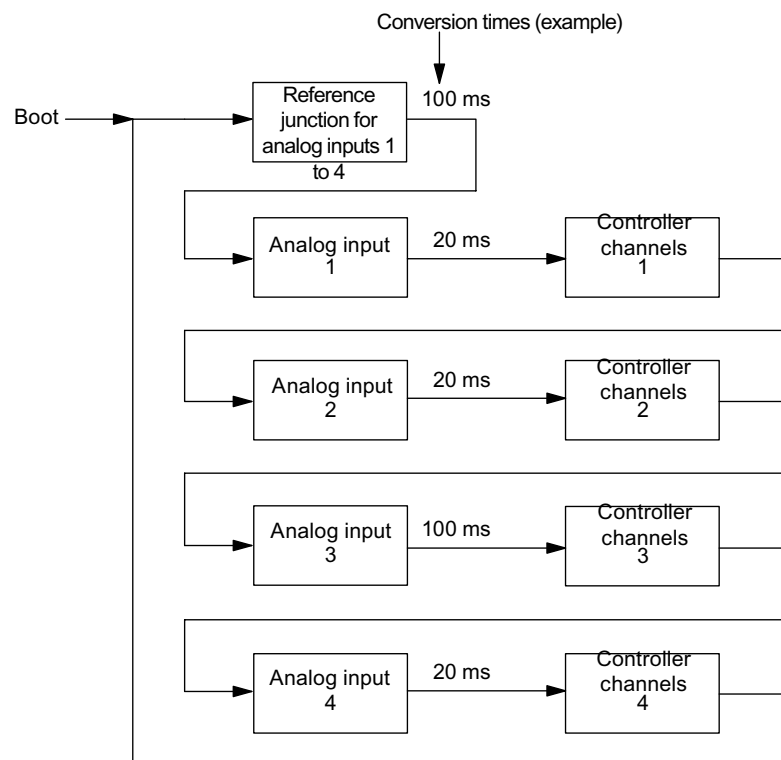 Conversion times (example)
Boot
Reference
junction for
analog inputs 1
to 4
100 ms
Analog input
1
20 ms
Controller
channels
1
Analog input
2
20 ms
Controller
channels
2
Analog input
3
100 ms
Controller
channels
3
Analog input
4
20 ms
Controller
channels
4